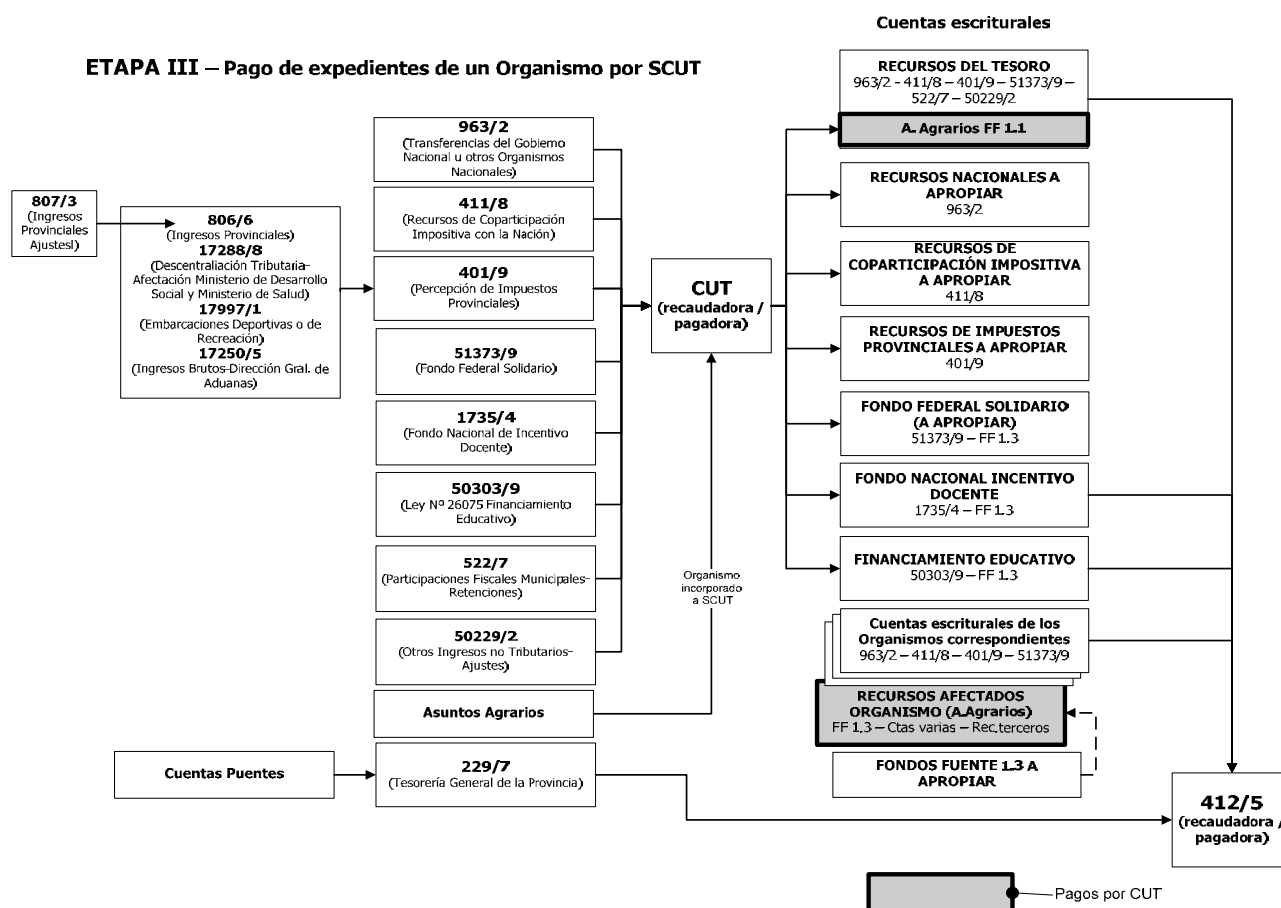 Cuentas escriturales
ETAPA III – Pago de expedientes de un Organismo por SCUT
807/3
(Ingresos
Provinciales
Ajustesl)
806/6
(Ingresos Provinciales)
17288/8
(Descentraliación Tributaria-
Afectación Ministerio de Desarrollo
Social y Ministerio de Salud)
17997/1
(Embarcaciones Deportivas o de
Recreación)
17250/5
(Ingresos Brutos-Dirección Gral. de
Aduanas)
963/2
(Transferencias del Gobierno
Nacional u otros Organismos
Nacionales)
411/8
(Recursos de Coparticipación
Impositiva con la Nación)
401/9
(Percepción de Impuestos
Provinciales)
51373/9
(Fondo Federal Solidario)
1735/4
(Fondo Nacional de Incentivo
Docente)
50303/9
(Ley Nº 26075 Financiamiento
Educativo)
522/7
(Participaciones Fiscales Municipales-
Retenciones)
50229/2
(Otros Ingresos no Tributarios-
Ajustes)
Asuntos Agrarios
Cuentas Puentes
229/7
(Tesorería General de la Provincia)
CUT
(recaudadora /
pagadora)
Organismo
incorporado
a SCUT
RECURSOS DEL TESORO
963/2 - 411/8 – 401/9 – 51373/9 –
522/7 – 50229/2
A. Agrarios FF 1.1
RECURSOS NACIONALES A
APROPIAR
963/2
RECURSOS DE
COPARTICIPACIÓN IMPOSITIVA
A APROPIAR
411/8
RECURSOS DE IMPUESTOS
PROVINCIALES A APROPIAR
401/9
FONDO FEDERAL SOLIDARIO
(A APROPIAR)
51373/9 – FF 1.3
FONDO NACIONAL INCENTIVO
DOCENTE
1735/4 – FF 1.3
FINANCIAMIENTO EDUCATIVO
50303/9 – FF 1.3
Cuentas escriturales de los
Organismos correspondientes
963/2 – 411/8 – 401/9 – 51373/9
RECURSOS AFECTADOS
ORGANISMO (A.Agrarios)
FF 1.3 – Ctas varias – Rec.terceros
FONDOS FUENTE 1.3 A
APROPIAR
412/5
(recaudadora /
pagadora)
Pagos por CUT